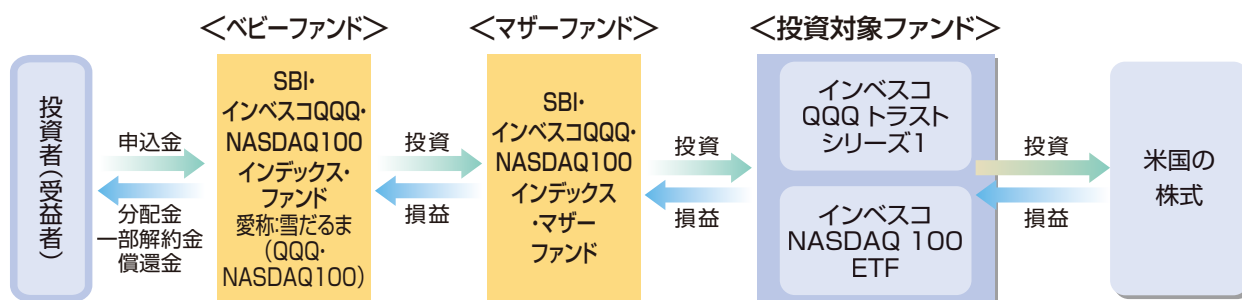 <ベビーファンド>
<マザーファンド>
<投資対象ファンド>
投資者(受益者)
申込金
分配金
一部解約金
償還金
SBI・
インベスコQQQ・
NASDAQ100
インデックス・
ファンド
愛称:雪だるま
(QQQ・
NASDAQ100)
投資
損益
SBI・
インベスコQQQ・
NASDAQ100
インデックス
・マザー
ファンド
投資
損益
インベスコ
QQQ トラスト
シリーズ1
インベスコ
NASDAQ 100
ETF
投資
損益
米国の
株式